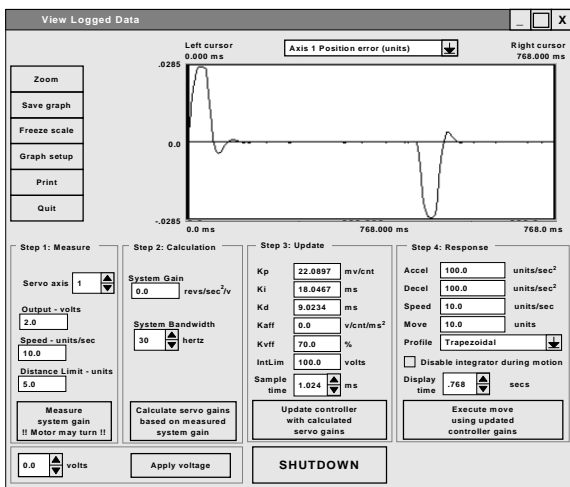 View Logged Data
_ X
Left cursor
0.000 ms
Axis 1 Position error (units)
Right cursor
768.000 ms
.0285
0.0
-.0285
0.0 ms
768.000 ms
768.0 ms
Zoom
Save graph
Freeze scale
Graph setup
Print
Quit
Step 1: Measure
Servo axis 1
Output - volts
2.0
Speed - units/sec
10.0
Distance Limit - units
5.0
Measure
system gain
!! Motor may turn !!
Step 2: Calculation
System Gain
0.0 revs/sec²/v
System Bandwidth
30 hertz
Calculate servo gains
based on measured
system gain
Step 3: Update
Kp 22.0897 mv/cnt
Ki 18.0467 ms
Kd 9.0234 ms
Kaff 0.0 v/cnt/ms²
Kvff 70.0 %
IntLim 100.0 volts
Sample
time 1.024 ms
Update controller
with calculated
servo gains
Step 4: Response
Accel 100.0 units/sec²
Decel 100.0 units/sec²
Speed 10.0 units/sec
Move 10.0 units
Profile Trapezoidal
Disable integrator during motion
Display
time .768 secs
Execute move
using updated
controller gains
0.0 volts
Apply voltage
SHUTDOWN